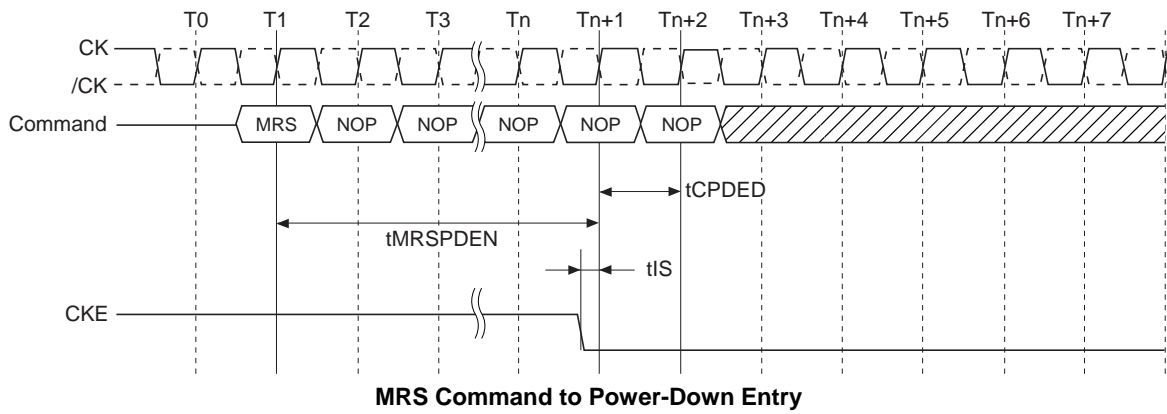 T0 T1 T2 T3 Tn Tn+1 Tn+2 Tn+3 Tn+4 Tn+5 Tn+6 Tn+7
CK
/CK
Command MRS NOP NOP NOP NOP NOP
tCPDED
tMRSPDEN
tIS
CKE
MRS Command to Power-Down Entry